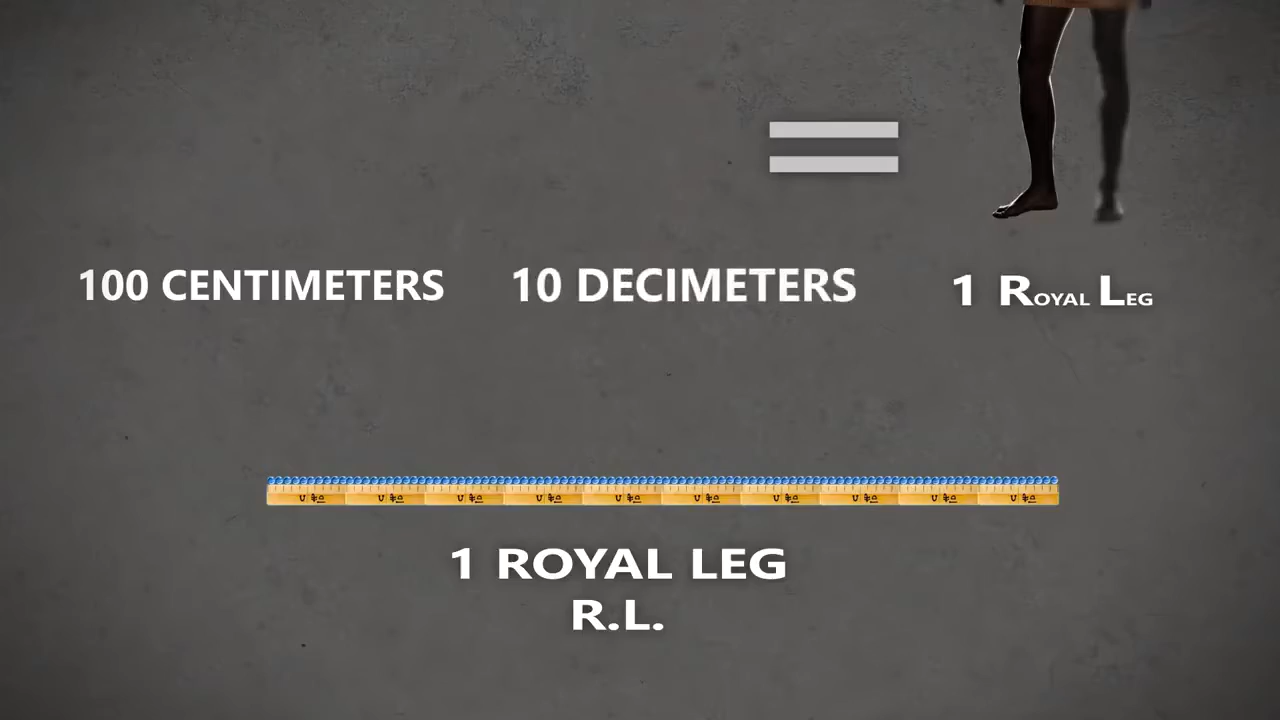 100 CENTIMETERS 10 DECIMETERS 1 ROYAL LEG
1 ROYAL LEG
R.L.